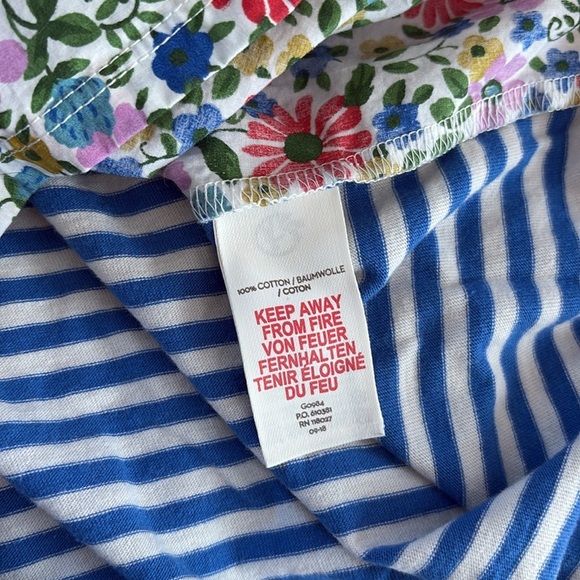 100% COTTON / BAUMWOLLE
/ COTON
KEEP AWAY
FROM FIRE
VON FEUER
FERNHALTEN
TENIR ÉLOIGNÉ
DU FEU
G0984
P.O. 610381
RN 118027
09-18